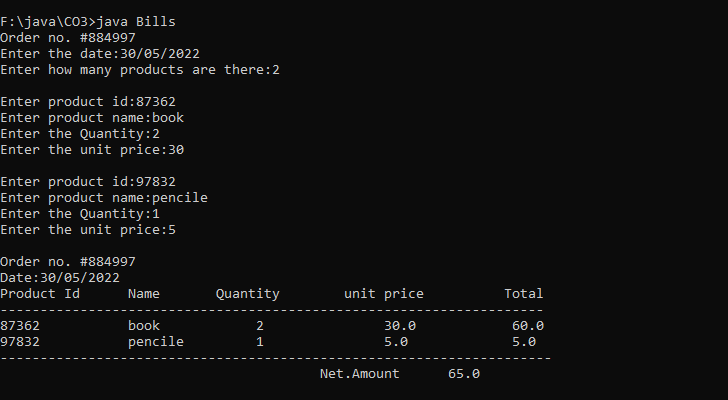 F:\java\CO3>java Bills
Order no. #884997
Enter the date:30/05/2022
Enter how many products are there:2
Enter product id:87362
Enter product name:book
Enter the Quantity:2
Enter the unit price:30
Enter product id:97832
Enter product name:pencile
Enter the Quantity:1
Enter the unit price:5
Order no. #884997
Date:30/05/2022
Product Id      Name       Quantity        unit price          Total
--------------------------------------------------------------------
87362           book            2               30.0            60.0
97832           pencile         1               5.0             5.0
---------------------------------------------------------------------
                                        Net.Amount      65.0